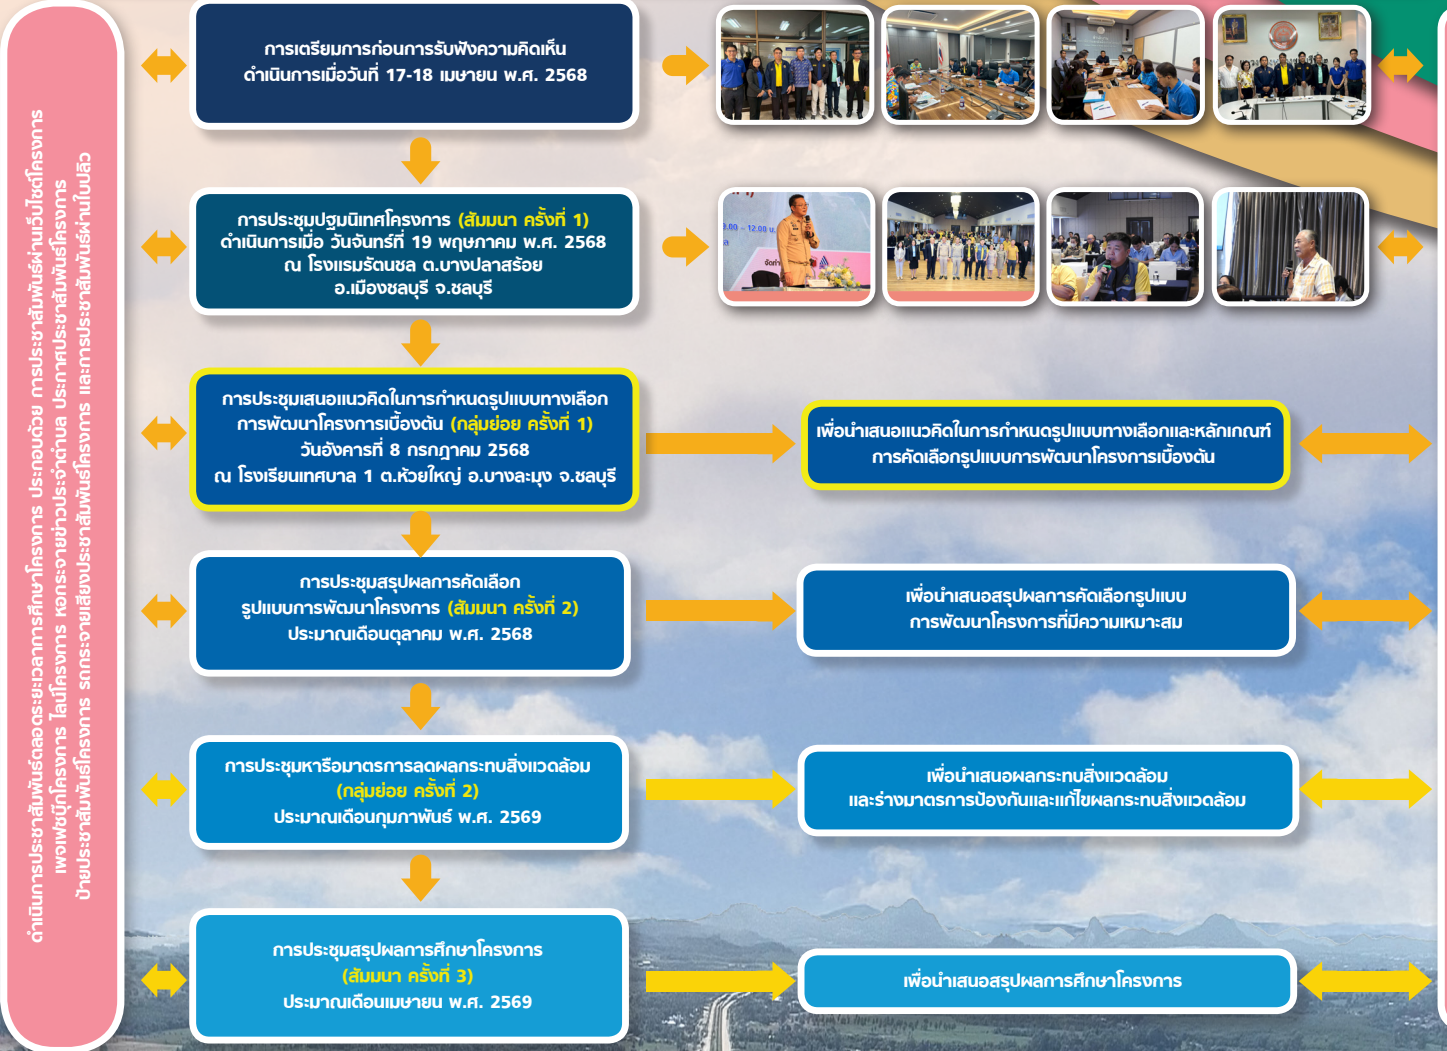 ดำเนินการประชาสัมพันธ์ตลอดระยะเวลาการศึกษาโครงการ ประกอบด้วย การประชาสัมพันธ์ผ่านเว็บไซต์โครงการ
เพจเฟซบุ๊กโครงการ ไลน์โครงการ หอกระจายข่าวประจำตำบล ประกาศประชาสัมพันธ์โครงการ
ป้ายประชาสัมพันธ์โครงการ รถกระจายเสียงประชาสัมพันธ์โครงการ และการประชาสัมพันธ์ผ่านใบปลิว
การเตรียมการก่อนการรับฟังความคิดเห็น
ดำเนินการเมื่อวันที่ 17-18 เมษายน พ.ศ. 2568
การประชุมปฐมนิเทศโครงการ (สัมมนา ครั้งที่ 1)
ดำเนินการเมื่อ วันจันทร์ที่ 19 พฤษภาคม พ.ศ. 2568
ณ โรงแรมรัตนชล ต.บางปลาสร้อย
อ.เมืองชลบุรี จ.ชลบุรี
การประชุมเสนอแนวคิดในการกำหนดรูปแบบทางเลือก
การพัฒนาโครงการเบื้องต้น (กลุ่มย่อย ครั้งที่ 1)
วันอังคารที่ 8 กรกฎาคม 2568
ณ โรงเรียนเทศบาล 1 ต.ห้วยใหญ่ อ.บางละมุง จ.ชลบุรี
เพื่อนำเสนอแนวคิดในการกำหนดรูปแบบทางเลือกและหลักเกณฑ์
การคัดเลือกรูปแบบการพัฒนาโครงการเบื้องต้น
การประชุมสรุปผลการคัดเลือก
รูปแบบการพัฒนาโครงการ (สัมมนา ครั้งที่ 2)
ประมาณเดือนตุลาคม พ.ศ. 2568
เพื่อนำเสนอสรุปผลการคัดเลือกรูปแบบ
การพัฒนาโครงการที่มีความเหมาะสม
การประชุมหารือมาตรการลดผลกระทบสิ่งแวดล้อม
(กลุ่มย่อย ครั้งที่ 2)
ประมาณเดือนกุมภาพันธ์ พ.ศ. 2569
เพื่อนำเสนอผลกระทบสิ่งแวดล้อม
และร่างมาตรการป้องกันและแก้ไขผลกระทบสิ่งแวดล้อม
การประชุมสรุปผลการศึกษาโครงการ
(สัมมนา ครั้งที่ 3)
ประมาณเดือนเมษายน พ.ศ. 2569
เพื่อนำเสนอสรุปผลการศึกษาโครงการ